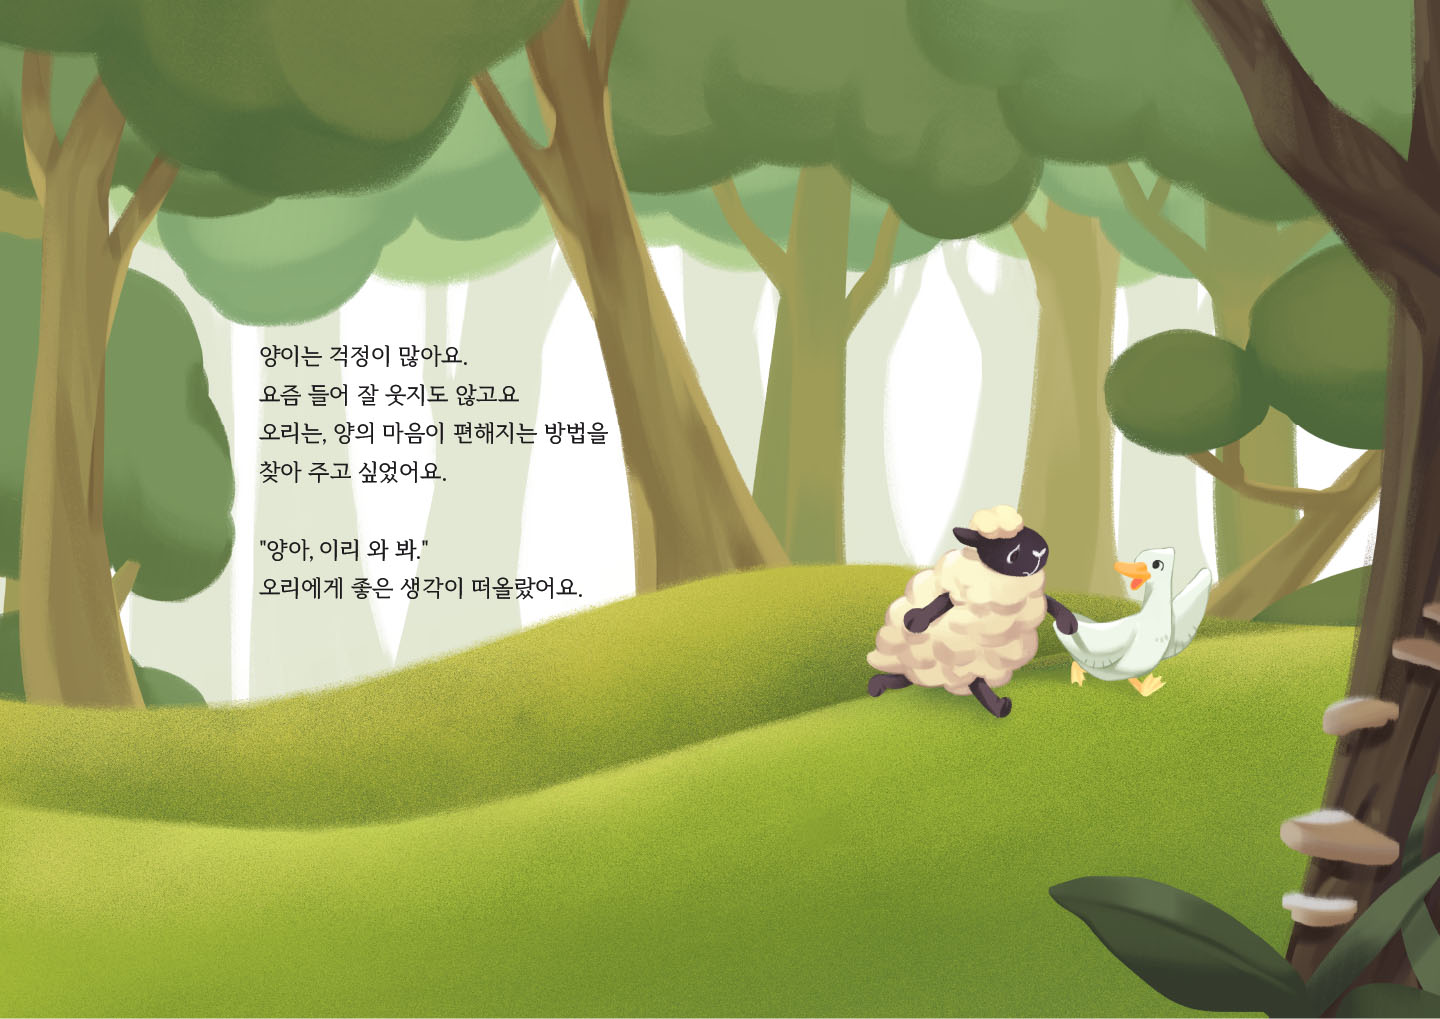 양이는 걱정이 많아요.
요즘 들어 잘 웃지도 않고요
오리는, 양의 마음이 편해지는 방법을
찾아 주고 싶었어요.
"양아, 이리 와 봐."
오리에게 좋은 생각이 떠올랐어요.